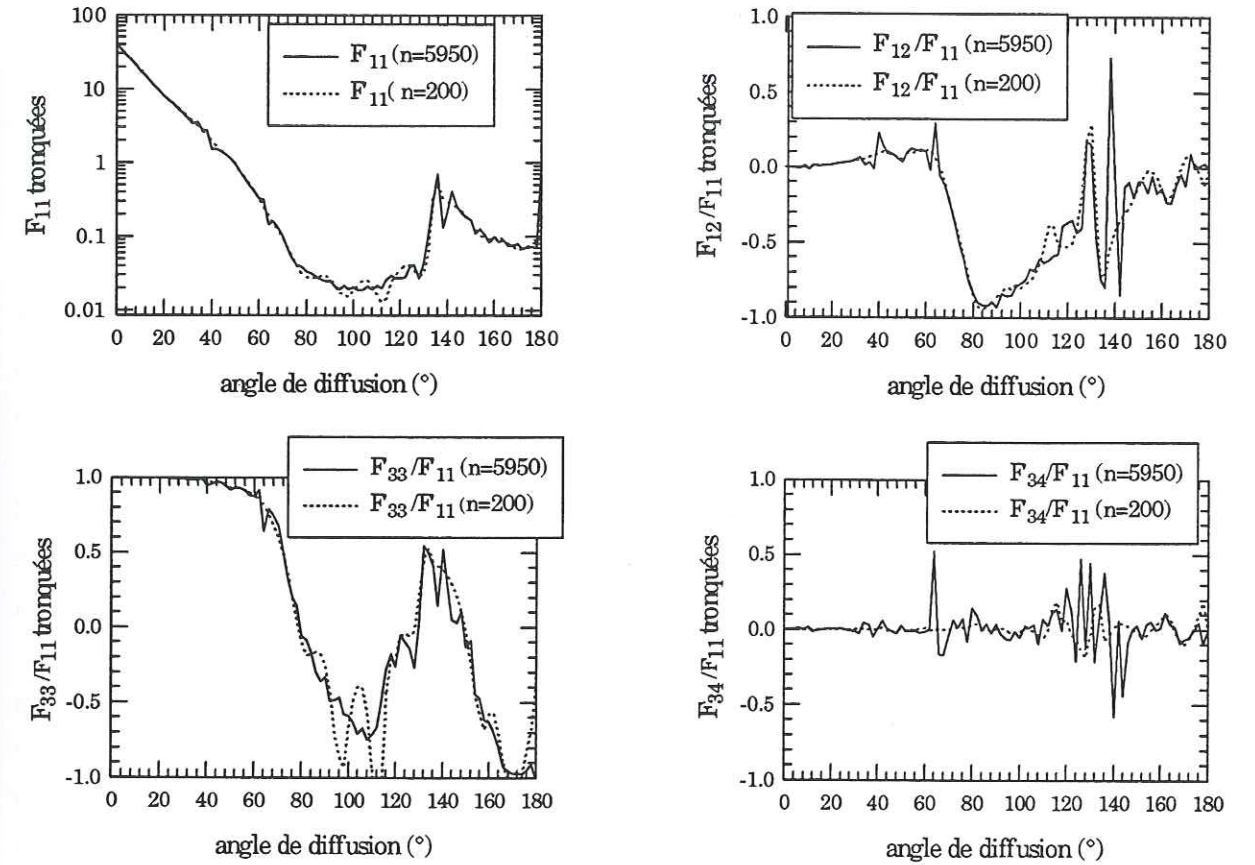 F11 tronquées
100
10
1
0.1
0.01
F11 (n=5950)
F11( n=200)
0 20 40 60 80 100 120 140 160 180
angle de diffusion (°)
F12/F11 tronquées
1.0
0.5
0.0
-0.5
-1.0
F12/F11 (n=5950)
F12/F11 (n=200)
0 20 40 60 80 100 120 140 160 180
angle de diffusion (°)
F33/F11 tronquées
1.0
0.5
0.0
-0.5
-1.0
F33/F11 (n=5950)
F33/F11 (n=200)
0 20 40 60 80 100 120 140 160 180
angle de diffusion (°)
F34/F11 tronquées
1.0
0.5
0.0
-0.5
-1.0
F34/F11 (n=5950)
F34/F11 (n=200)
0 20 40 60 80 100 120 140 160 180
angle de diffusion (°)